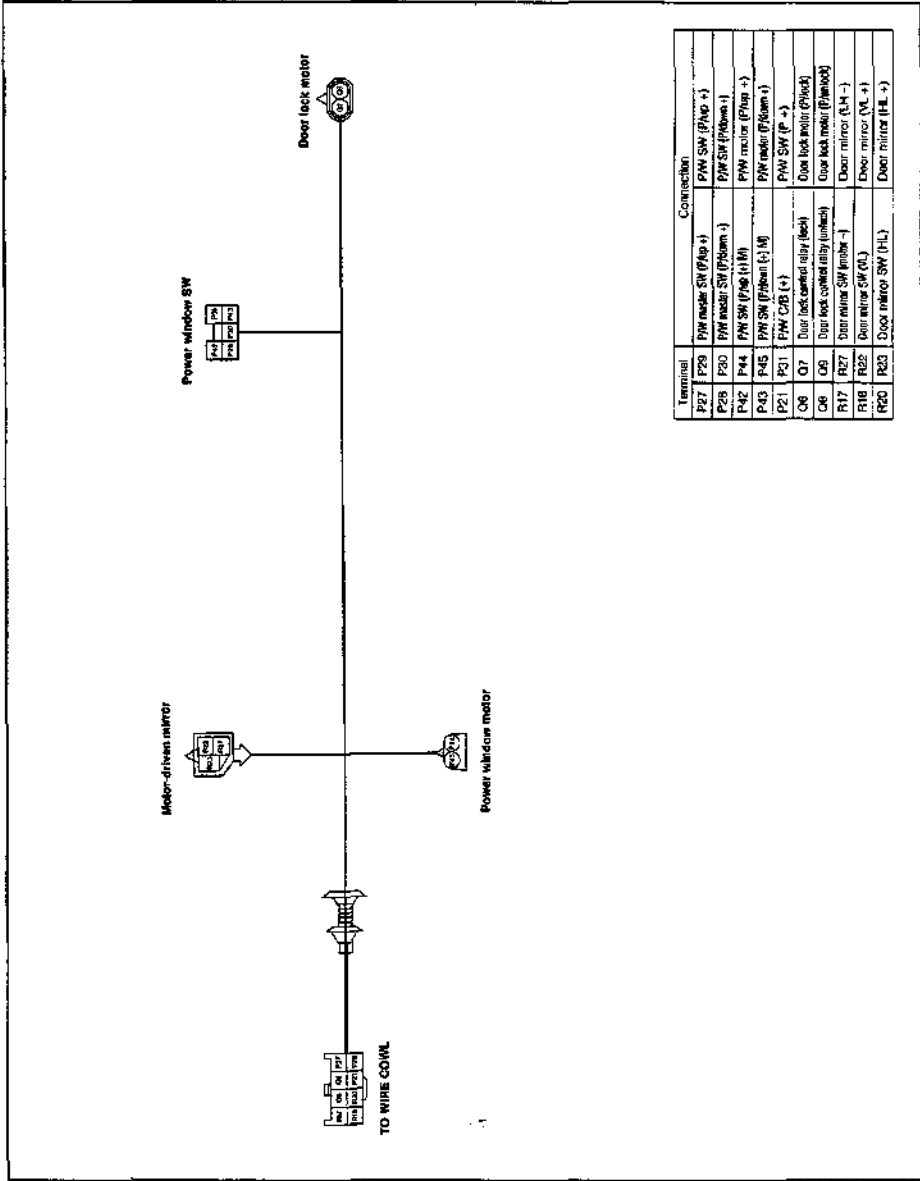 Door lock motor
Power window SW
Motor-driven mirror
Power window motor
TO WIRE COWL
Terminal Connection
P27 P29 P/W master SW (P/up +) P/W SW (P/up +)
P28 P30 P/W master SW (P/down +) P/W SW (P/down +)
P42 P44 P/W SW (P/up (+) M) P/W motor (P/up +)
P43 P45 P/W SW (P/down (+) M) P/W motor (P/down +)
P21 P31 P/W C/B (+) P/W SW (P +)
Q6 Q7 Door lock control relay (lock) Door lock motor (P/lock)
Q8 Q9 Door lock control relay (unlock) Door lock motor (P/unlock)
R17 R27 Door mirror SW (motor -) Door mirror (LH -)
R18 R22 Door mirror SW (VL) Door mirror (VL +)
R20 R23 Door mirror SW (HL) Door mirror (HL +)